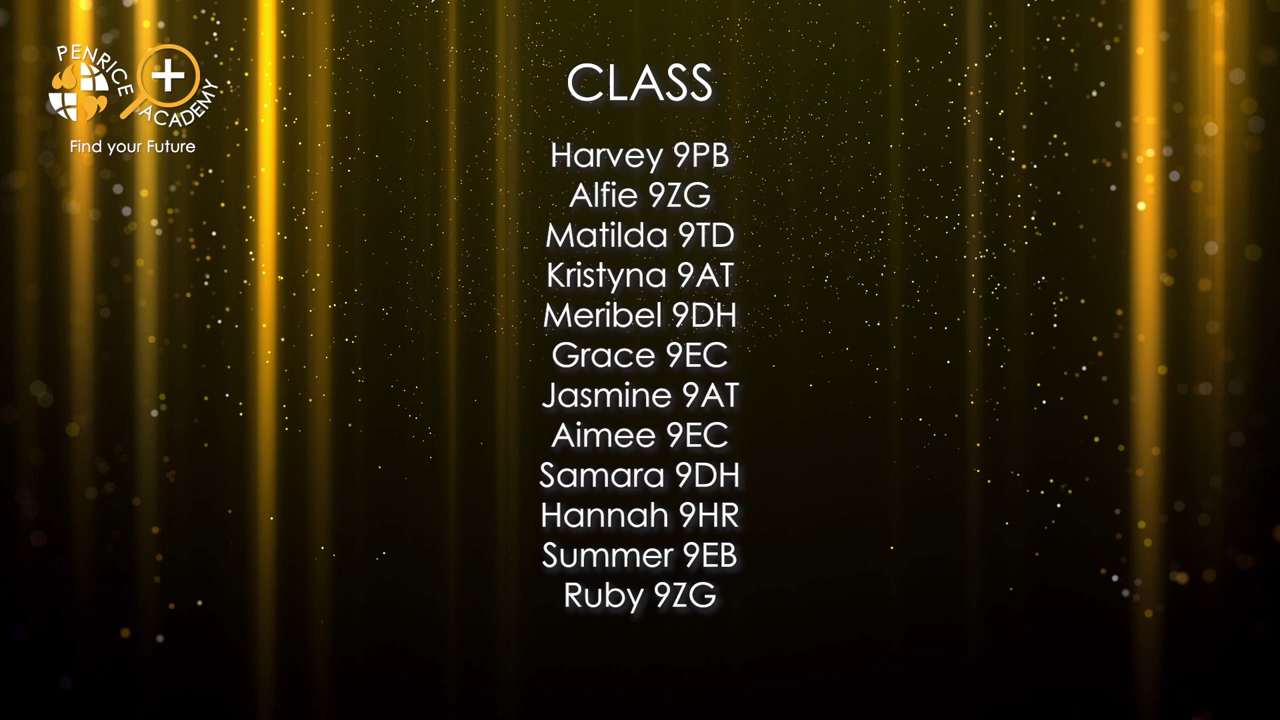 PENRICE ACADEMY
Find your Future
CLASS
Harvey 9PB
Alfie 9ZG
Matilda 9TD
Kristyna 9AT
Meribel 9DH
Grace 9EC
Jasmine 9AT
Aimee 9EC
Samara 9DH
Hannah 9HR
Summer 9EB
Ruby 9ZG